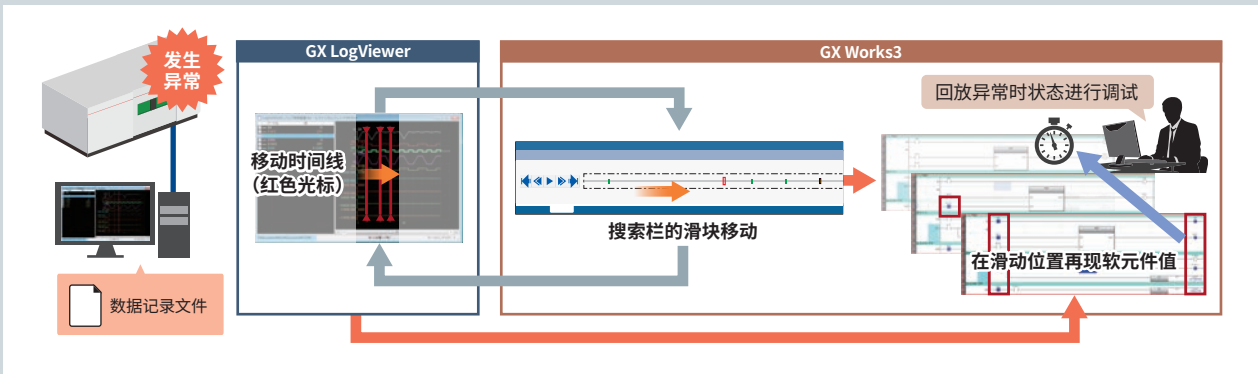 发生
异常
数据记录文件
GX LogViewer
移动时间线
（红色光标）
GX Works3
搜索栏的滑块移动
回放异常时状态进行调试
在滑动位置再现软元件值